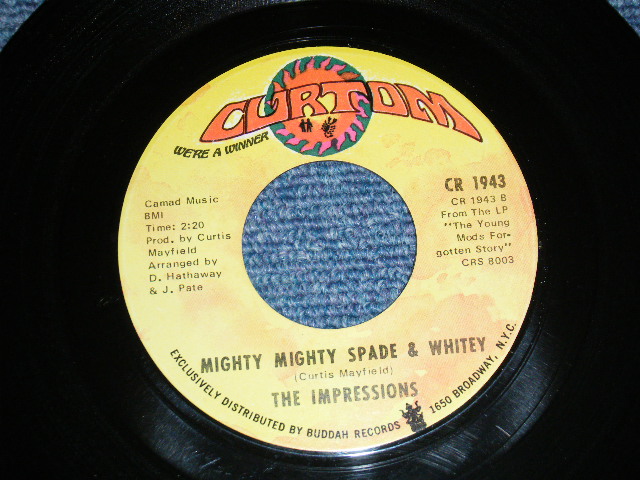 CURTOM
WE'RE A WINNER
Camad Music
BMI
Time: 2:20
Prod. by Curtis
Mayfield
Arranged by
D. Hathaway
& J. Pate
CR 1943
CR 1943 B
From The LP
"The Young
Mods For-
gotten Story"
CRS 8003
MIGHTY MIGHTY SPADE & WHITEY
(Curtis Mayfield)
THE IMPRESSIONS
EXCLUSIVELY DISTRIBUTED BY BUDDAH RECORDS 1650 BROADWAY, N.Y.C.